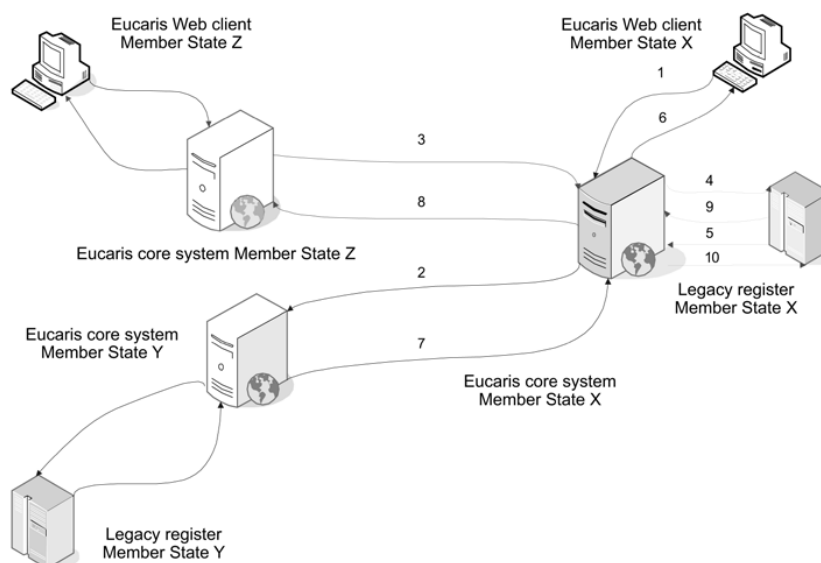 Eucaris Web client
Member State Z
Eucaris Web client
Member State X
1
6
3
4
8
9
5
10
Eucaris core system Member State Z
2
Legacy register
Member State X
Eucaris core system
Member State Y
7
Eucaris core system
Member State X
Legacy register
Member State Y